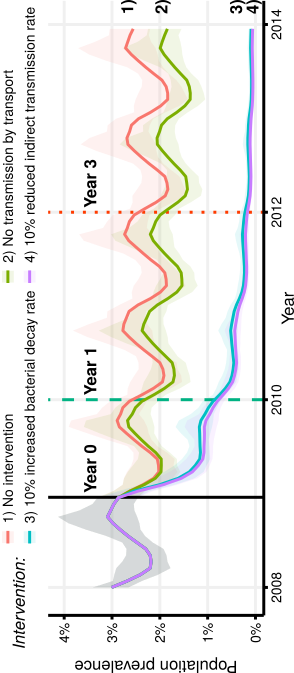 Intervention:
1) No intervention
2) No transmission by transport
3) 10% increased bacterial decay rate
4) 10% reduced indirect transmission rate
Population prevalence
4%
3%
2%
1%
0%
Year 0
Year 1
Year 3
1)
2)
3)
4)
2008
2010
2012
2014
Year